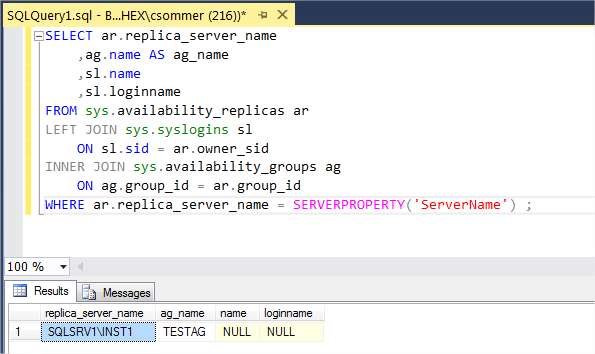 SQLQuery1.sql - B...HEX\csommer (216))*
SELECT ar.replica_server_name
,ag.name AS ag_name
,sl.name
,sl.loginname
FROM sys.availability_replicas ar
LEFT JOIN sys.syslogins sl
ON sl.sid = ar.owner_sid
INNER JOIN sys.availability_groups ag
ON ag.group_id = ar.group_id
WHERE ar.replica_server_name = SERVERPROPERTY('ServerName') ;
100 %
Results Messages
replica_server_name ag_name name loginname
1 SQLSRV1\INST1 TESTAG NULL NULL